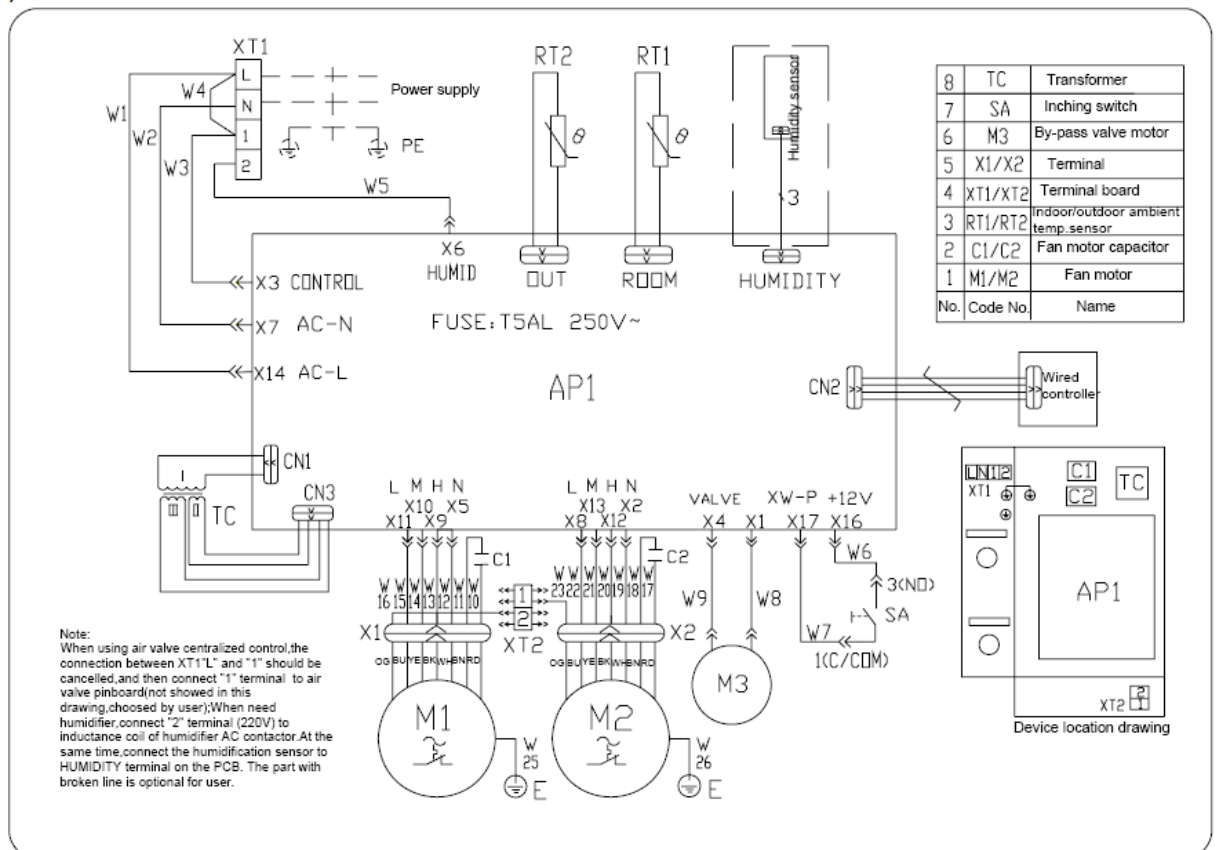 XT1
L
N
1
2
W4
W1
W2
W3
W5
Power supply
PE
RT2
RT1
θ
θ
Humidity sensor
3
8 TC Transformer
7 SA Inching switch
6 M3 By-pass valve motor
5 X1/X2 Terminal
4 XT1/XT2 Terminal board
3 RT1/RT2 Indoor/outdoor ambient
temp.sensor
2 C1/C2 Fan motor capacitor
1 M1/M2 Fan motor
No. Code No. Name
X6
HUMID
OUT
ROOM
HUMIDITY
X3 CONTROL
X7 AC-N
X14 AC-L
FUSE:T5AL 250V~
AP1
CN2
Wired
controller
CN1
CN3
I
III II
TC
L M H N
X10 X5
X11 X9
L M H N
X13 X2
X8 X12
VALVE
X4 X1
XW-P +12V
X17 X16
C1
C2
W W W W W W W
16 15 14 13 12 11 10
W W W W W W W
23 22 21 20 19 18 17
W9
W8
W6
3(NO)
SA
W7
1(C/COM)
X1
1
2
XT2
X2
OG BU YE BK WH BN RD
OG BU YE BK WH BN RD
M1
M2
M3
W
25
E
W
26
E
LN12
XT1
C1
C2
TC
AP1
XT2
2
1
Device location drawing
Note:
When using air valve centralized control,the
connection between XT1"L" and "1" should be
cancelled,and then connect "1" terminal to air
valve pinboard(not showed in this
drawing,choosed by user);When need
humidifier,connect "2" terminal (220V) to
inductance coil of humidifier AC contactor.At the
same time,connect the humidification sensor to
HUMIDITY terminal on the PCB. The part with
broken line is optional for user.